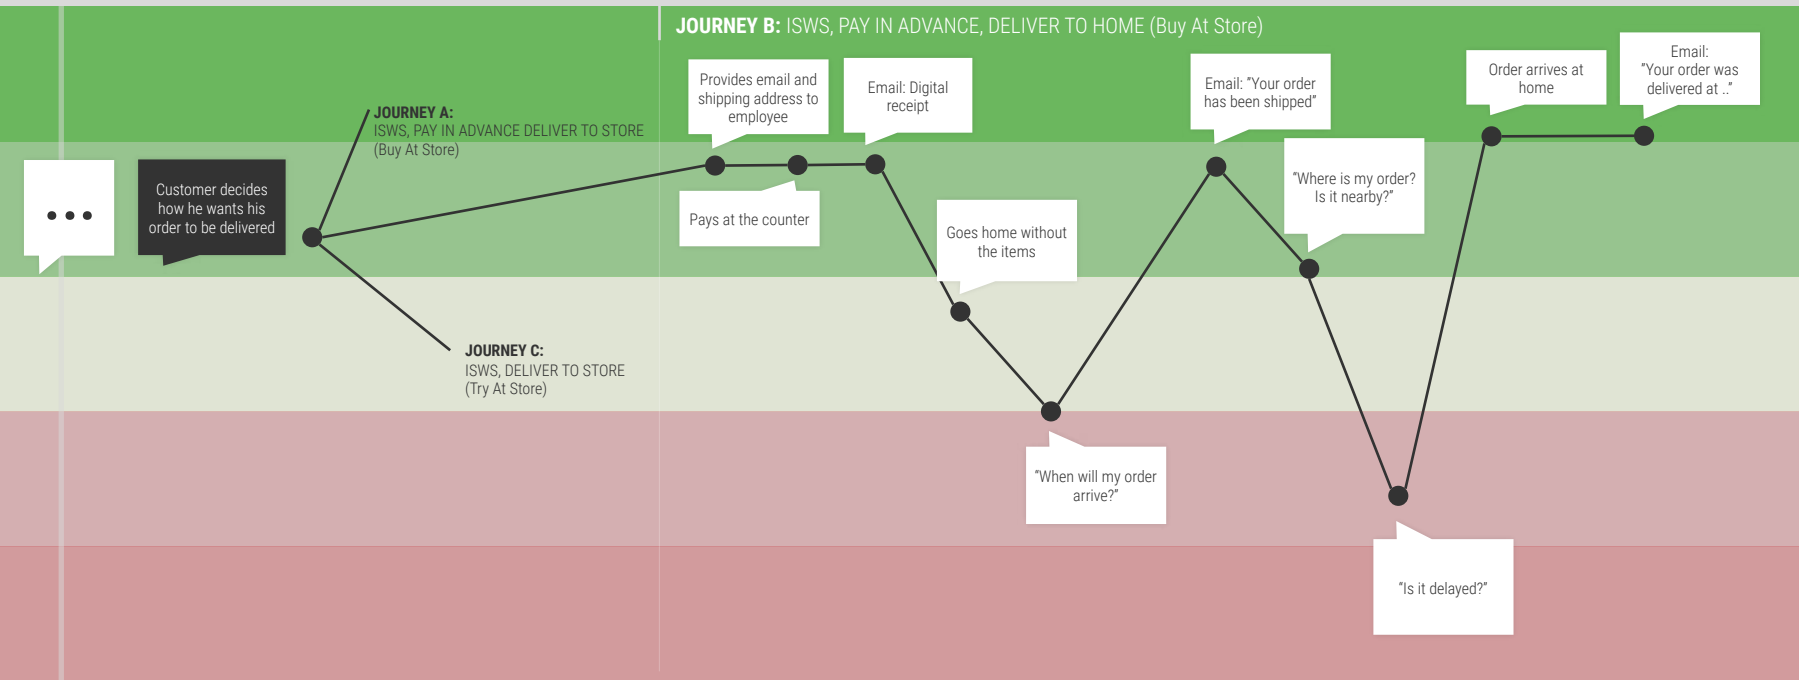 JOURNEY B: ISWS, PAY IN ADVANCE, DELIVER TO HOME (Buy At Store)
...
Customer decides
how he wants his
order to be delivered
JOURNEY A:
ISWS, PAY IN ADVANCE DELIVER TO STORE
(Buy At Store)
JOURNEY C:
ISWS, DELIVER TO STORE
(Try At Store)
Provides email and
shipping address to
employee
Pays at the counter
Email: Digital
receipt
Goes home without
the items
"When will my order
arrive?"
Email: "Your order
has been shipped"
"Where is my order?
Is it nearby?"
"Is it delayed?"
Order arrives at
home
Email:
"Your order was
delivered at .."